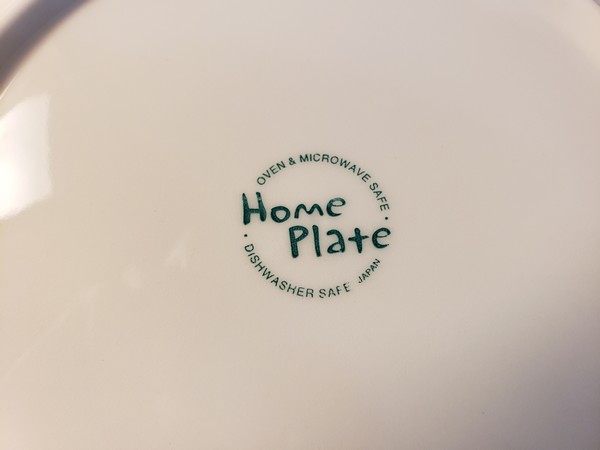 OVEN & MICROWAVE SAFE
Home
Plate
DISHWASHER SAFE JAPAN